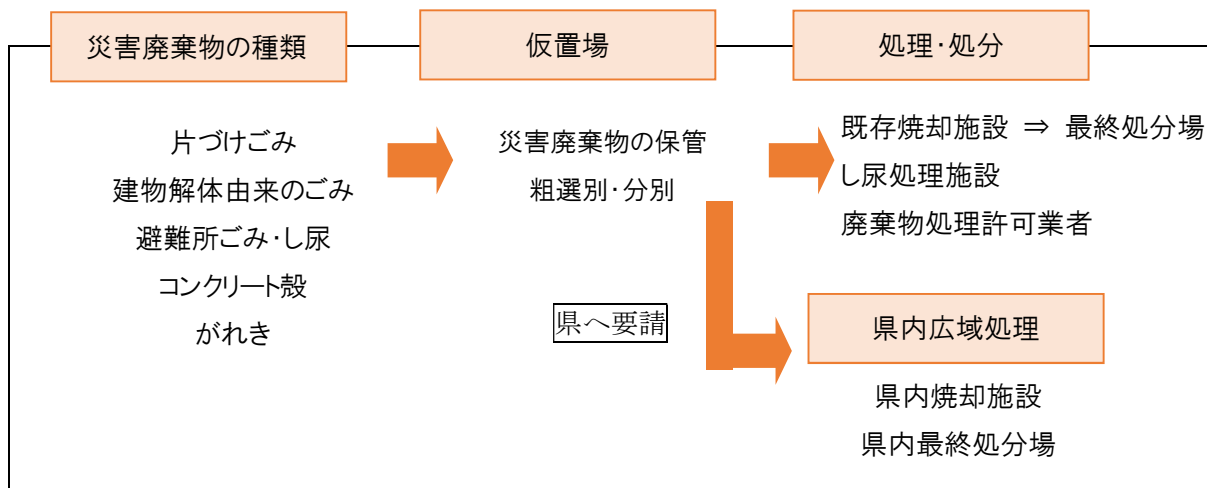 災害廃棄物の種類
仮置場
処理・処分
片づけごみ
建物解体由来のごみ
避難所ごみ・し尿
コンクリート殻
がれき
災害廃棄物の保管
粗選別・分別
県へ要請
既存焼却施設 ⇒ 最終処分場
し尿処理施設
廃棄物処理許可業者
県内広域処理
県内焼却施設
県内最終処分場